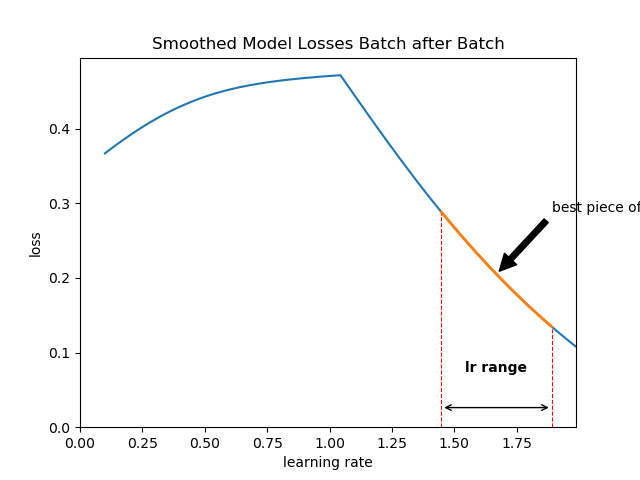 Smoothed Model Losses Batch after Batch
0.4
0.3
0.2
0.1
0.0
loss
best piece of
lr range
0.00 0.25 0.50 0.75 1.00 1.25 1.50 1.75
learning rate